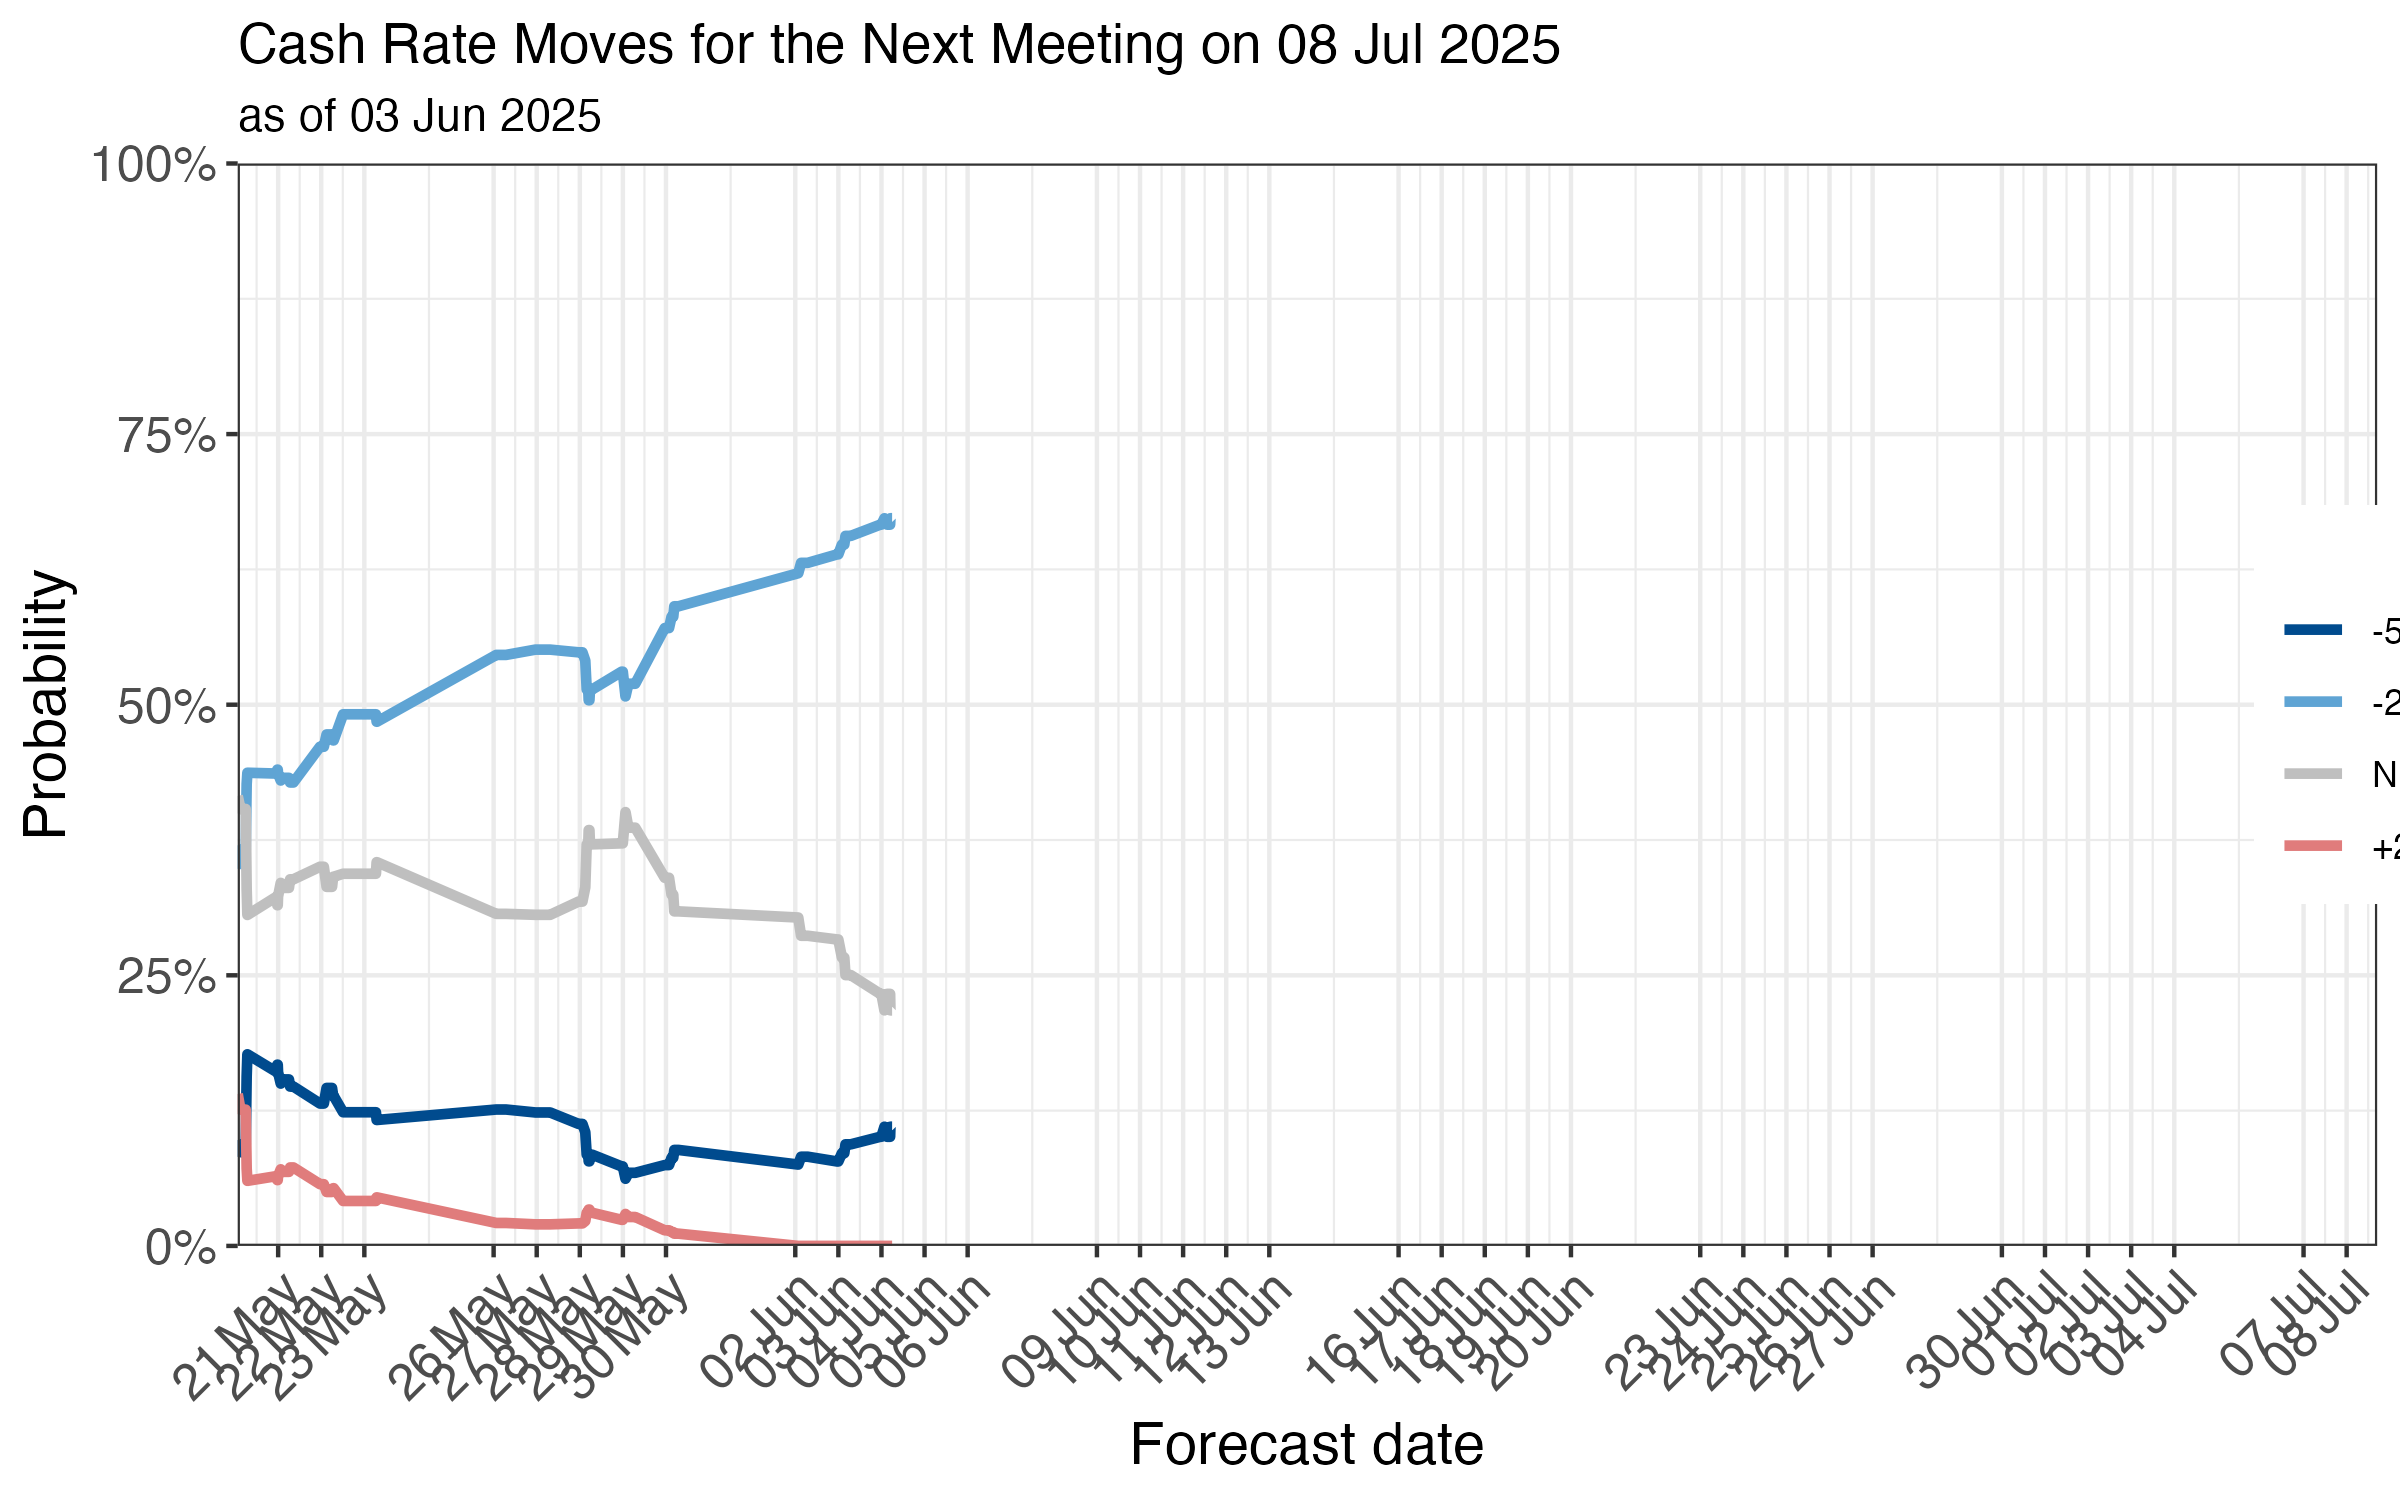 Cash Rate Moves for the Next Meeting on 08 Jul 2025
as of 03 Jun 2025
100%
75%
50%
25%
0%
Probability
-5
-2
N
+2
21 May
22 May
23 May
26 May
27 May
28 May
29 May
30 May
02 Jun
03 Jun
04 Jun
05 Jun
06 Jun
09 Jun
10 Jun
11 Jun
12 Jun
13 Jun
16 Jun
17 Jun
18 Jun
19 Jun
20 Jun
23 Jun
24 Jun
25 Jun
26 Jun
27 Jun
30 Jun
01 Jul
02 Jul
03 Jul
04 Jul
07 Jul
08 Jul
Forecast date